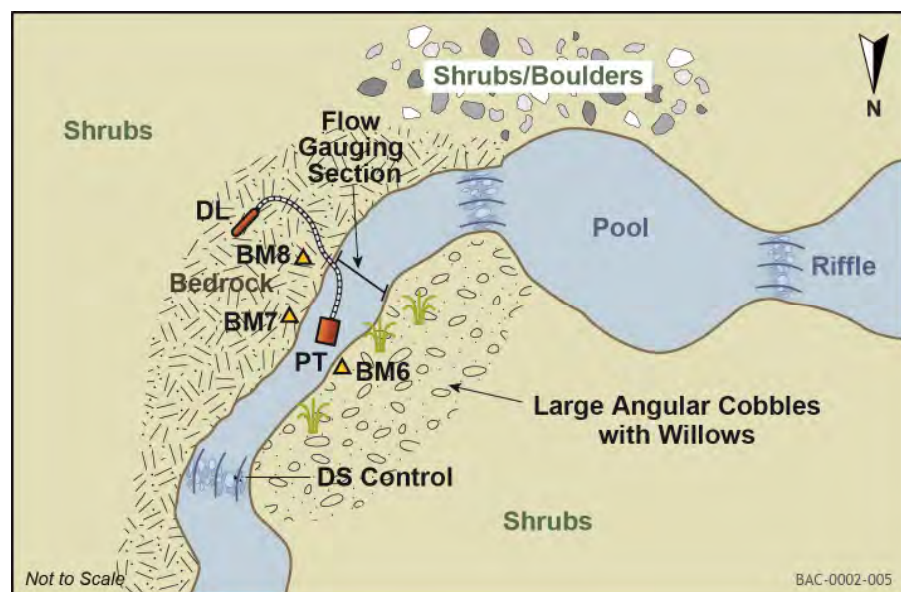 Shrubs/Boulders
N
Shrubs
Flow
Gauging
Section
DL
BM8
Pool
Riffle
Bedrock
BM7
PT
BM6
Large Angular Cobbles
with Willows
DS Control
Shrubs
Not to Scale
BAC-0002-005